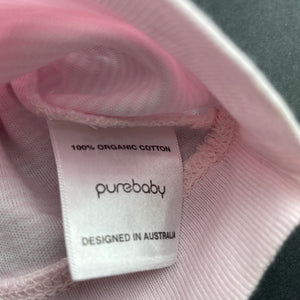 100% ORGANIC COTTON
purebaby
DESIGNED IN AUSTRALIA